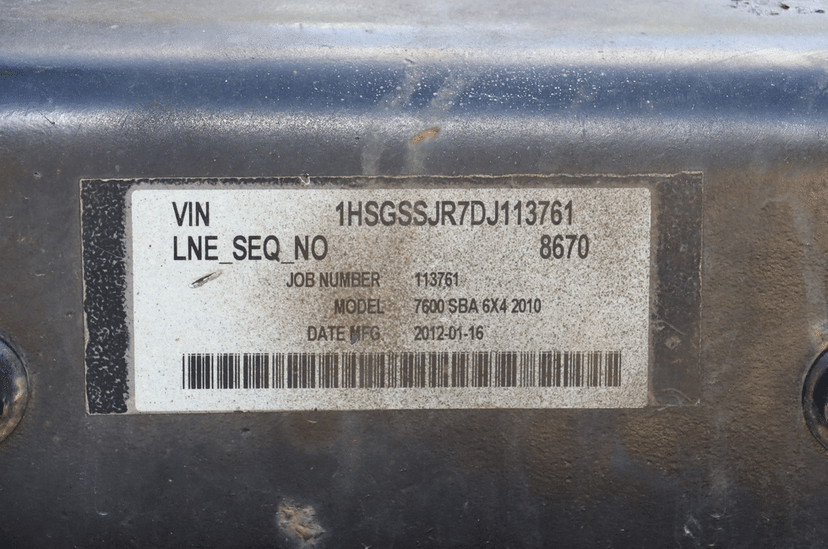 VIN 1HSGSSJR7DJ113761
LNE_SEQ_NO 8670
JOB NUMBER 113761
MODEL 7600 SBA 6X4 2010
DATE MFG 2012-01-16